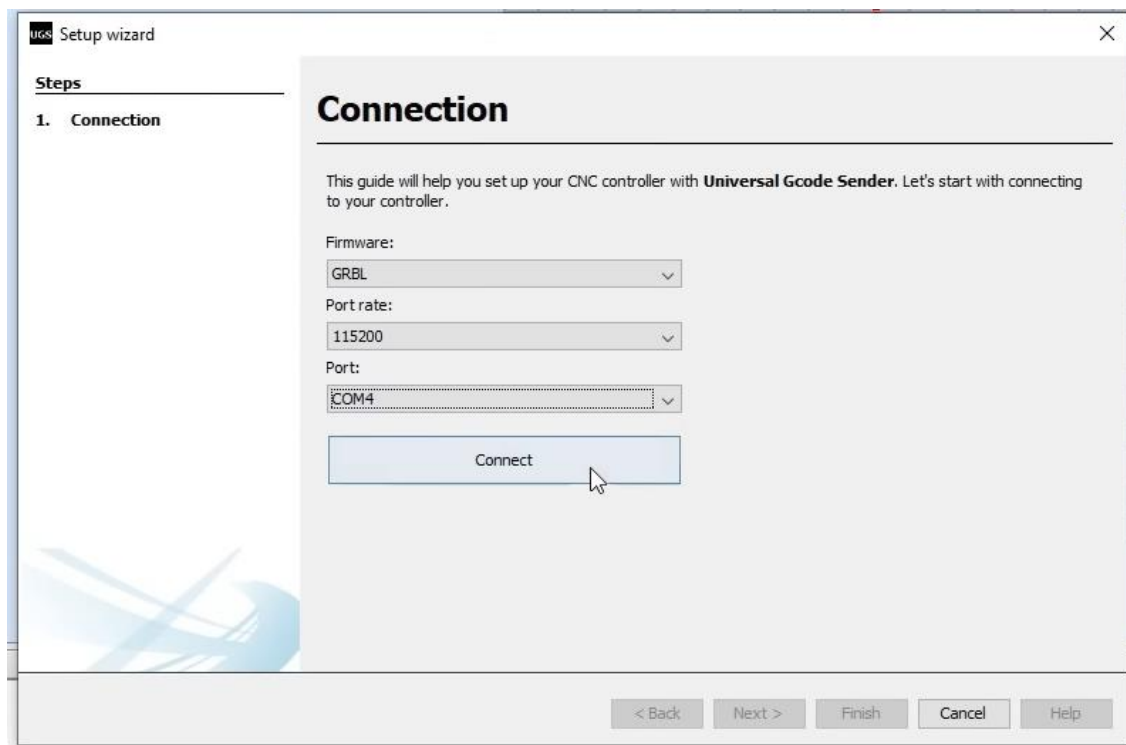 UGS Setup wizard
Steps
1. Connection
Connection
This guide will help you set up your CNC controller with Universal Gcode Sender. Let's start with connecting
to your controller.
Firmware:
GRBL
Port rate:
115200
Port:
COM4
Connect
< Back Next > Finish Cancel Help